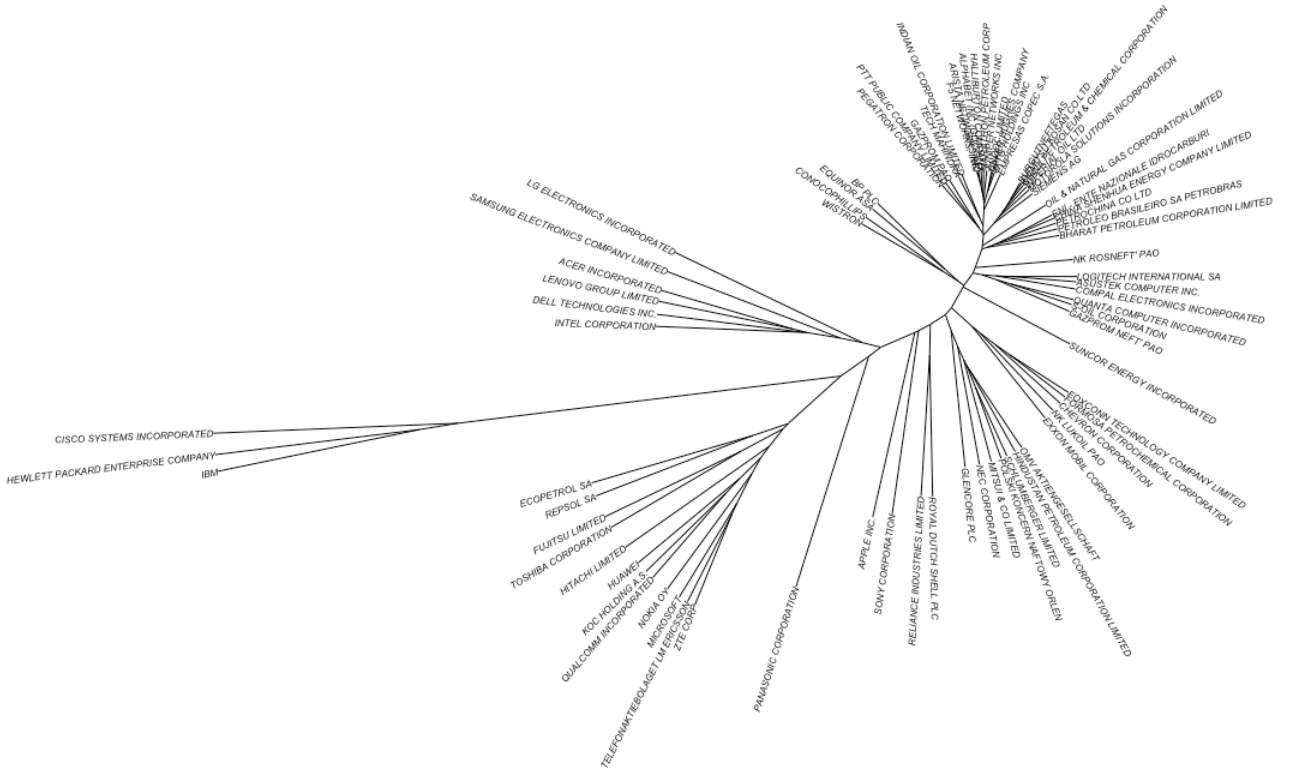 INDIAN OIL CORPORATION LIMITED
PTT PUBLIC COMPANY LIMITED
PEGATRON CORPORATION
GAZPROM PAO
TECH MAHINDRA
EMPRESAS COPEC S.A.
SIEMENS AG
OIL & NATURAL GAS CORPORATION LIMITED
ENI - ENTE NAZIONALE IDROCARBURI
CHINA SHENHUA ENERGY COMPANY LIMITED
PETROCHINA CO LTD
PETROLEO BRASILEIRO SA PETROBRAS
BHARAT PETROLEUM CORPORATION LIMITED
NK ROSNEFT' PAO
LOGITECH INTERNATIONAL SA
ASUSTEK COMPUTER INC.
COMPAL ELECTRONICS INCORPORATED
QUANTA COMPUTER INCORPORATED
S-OIL CORPORATION
GAZPROM NEFT' PAO
SUNCOR ENERGY INCORPORATED
BP PLC
EQUINOR ASA
CONOCOPHILLIPS
WISTRON
LG ELECTRONICS INCORPORATED
SAMSUNG ELECTRONICS COMPANY LIMITED
ACER INCORPORATED
LENOVO GROUP LIMITED
DELL TECHNOLOGIES INC.
INTEL CORPORATION
CISCO SYSTEMS INCORPORATED
HEWLETT PACKARD ENTERPRISE COMPANY
IBM
ECOPETROL SA
REPSOL SA
FUJITSU LIMITED
TOSHIBA CORPORATION
HITACHI LIMITED
HUAWEI
KOC HOLDING A.S.
QUALCOMM INCORPORATED
NOKIA OY
MICROSOFT
TELEFONAKTIEBOLAGET LM ERICSSON
ZTE CORP
PANASONIC CORPORATION
APPLE INC.
SONY CORPORATION
RELIANCE INDUSTRIES LIMITED
ROYAL DUTCH SHELL PLC
GLENCORE PLC
NEC CORPORATION
MITSUI & CO LIMITED
POLSKI KONCERN NAFTOWY ORLEN
SCHLUMBERGER LIMITED
HINDUSTAN PETROLEUM CORPORATION LIMITED
OMV AKTIENGESELLSCHAFT
EXXON MOBIL CORPORATION
NK LUKOIL PAO
CHEVRON CORPORATION
FORMOSA PETROCHEMICAL CORPORATION
FOXCONN TECHNOLOGY COMPANY LIMITED